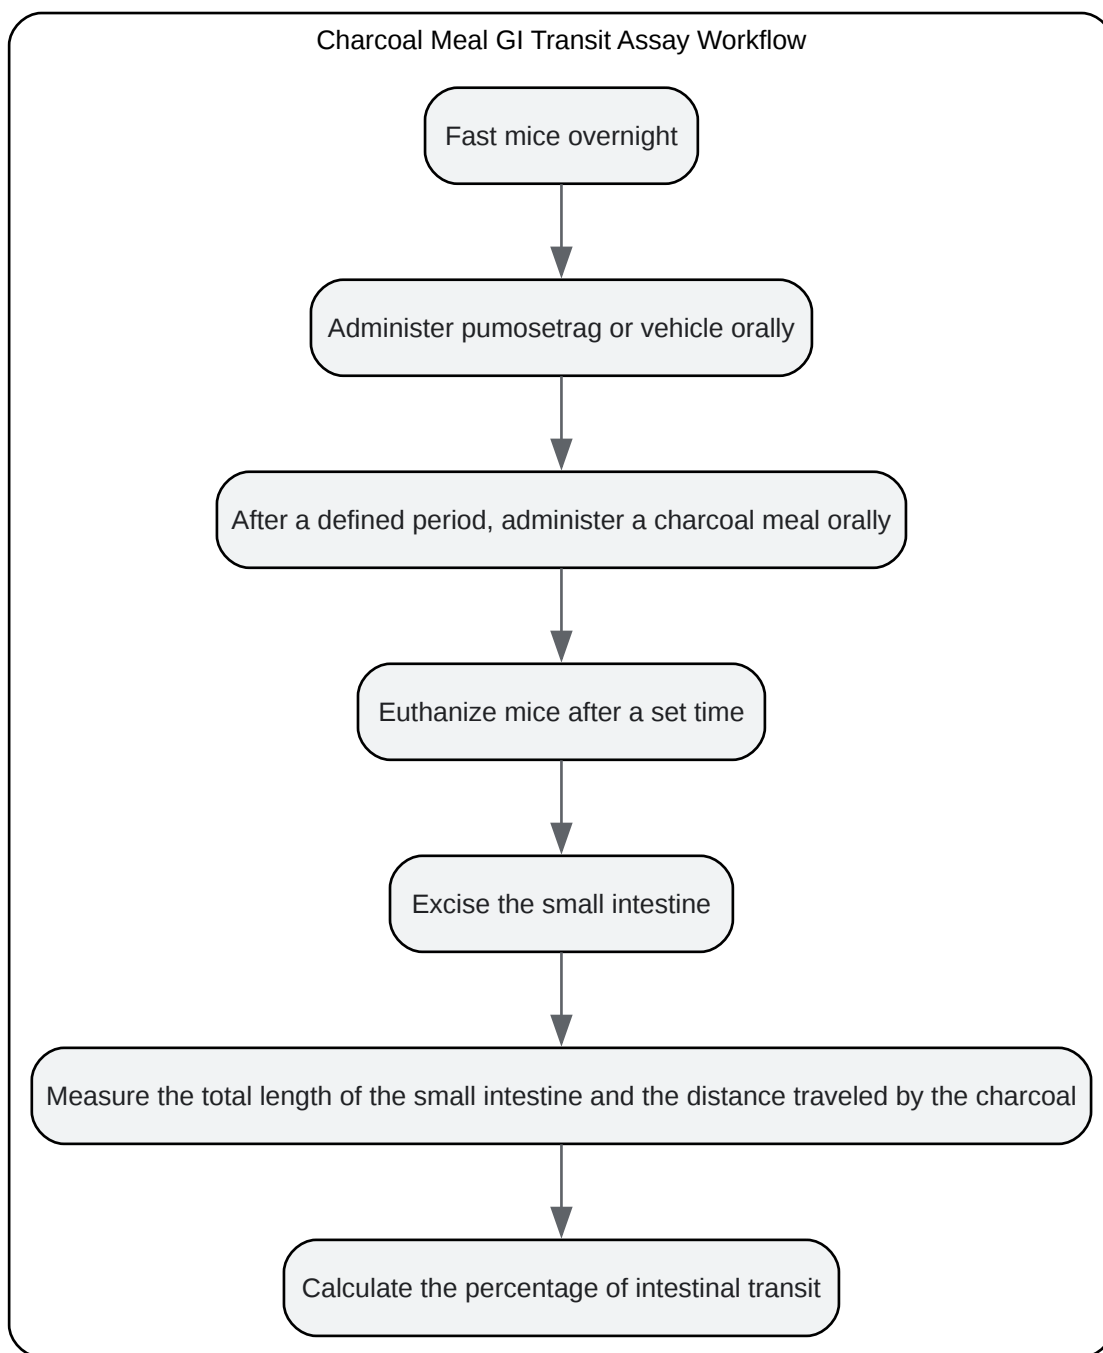 Charcoal Meal GI Transit Assay Workflow
Fast mice overnight
Administer pumosetrag or vehicle orally
After a defined period, administer a charcoal meal orally
Euthanize mice after a set time
Excise the small intestine
Measure the total length of the small intestine and the distance traveled by the charcoal
Calculate the percentage of intestinal transit